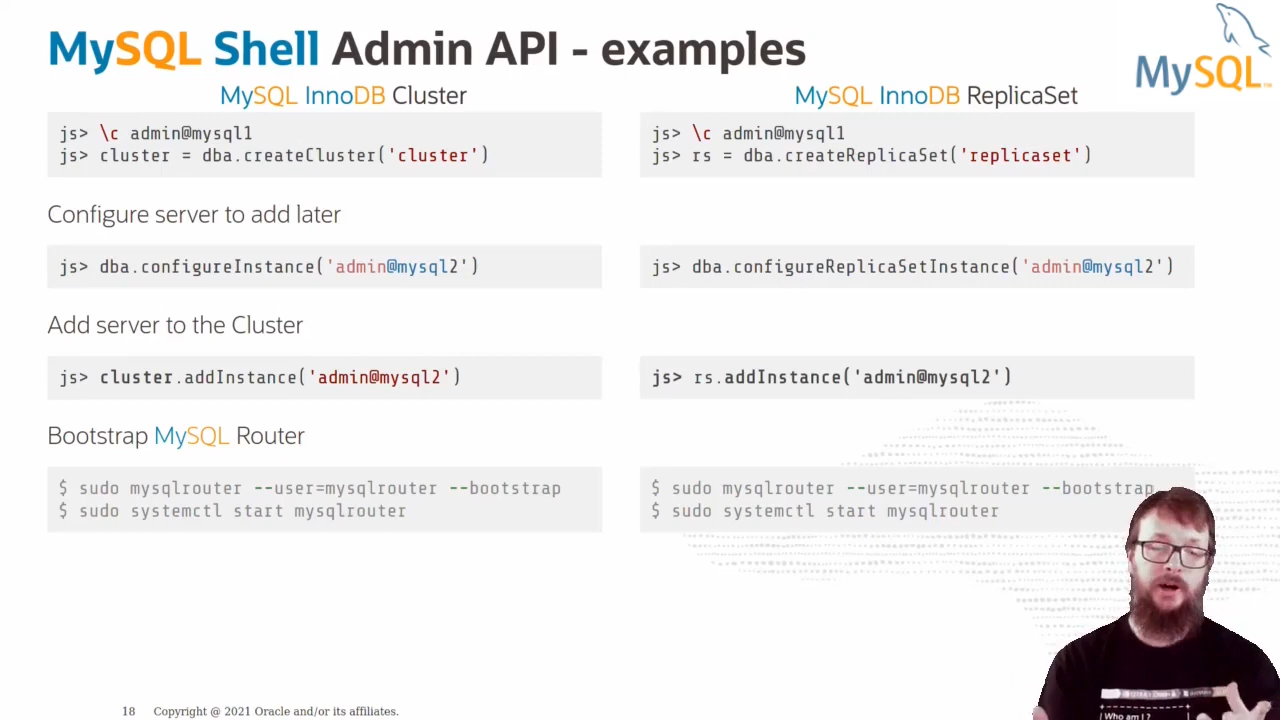 MySQL Shell Admin API - examples
MySQL™
MySQL InnoDB Cluster
js> \c admin@mysql1
js> cluster = dba.createCluster('cluster')
MySQL InnoDB ReplicaSet
js> \c admin@mysql1
js> rs = dba.createReplicaSet('replicaset')
Configure server to add later
js> dba.configureInstance('admin@mysql2')
js> dba.configureReplicaSetInstance('admin@mysql2')
Add server to the Cluster
js> cluster.addInstance('admin@mysql2')
js> rs.addInstance('admin@mysql2')
Bootstrap MySQL Router
$ sudo mysqlrouter --user=mysqlrouter --bootstrap
$ sudo systemctl start mysqlrouter
$ sudo mysqlrouter --user=mysqlrouter --bootstrap
$ sudo systemctl start mysqlrouter
Who am I ?
18 Copyright @ 2021 Oracle and/or its affiliates.